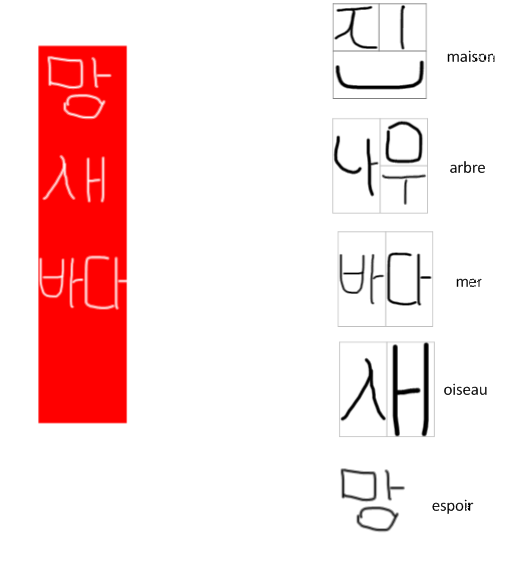 망
새
바다
집 maison
나무 arbre
바다 mer
새 oiseau
망 espoir